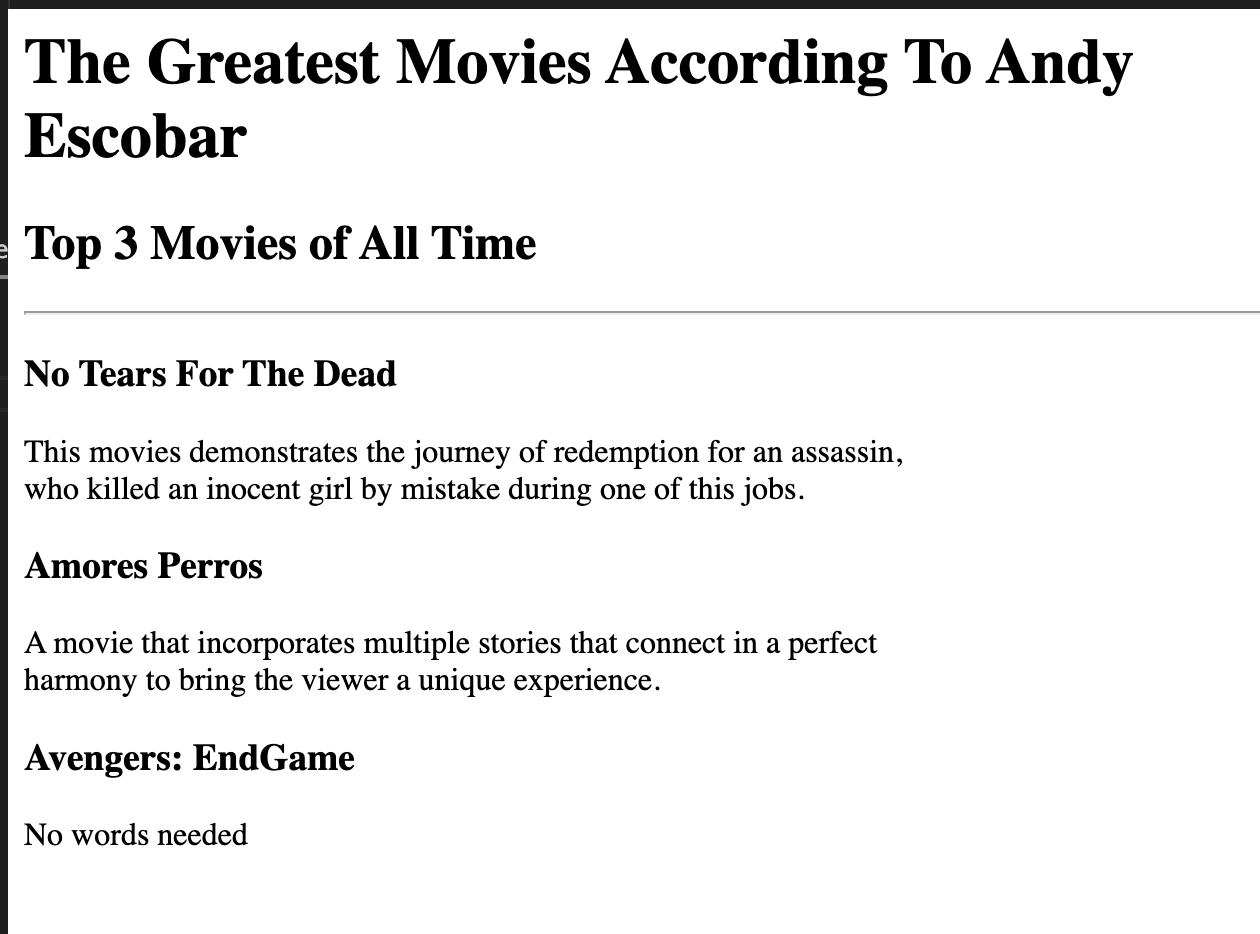 The Greatest Movies According To Andy
Escobar
Top 3 Movies of All Time
No Tears For The Dead
This movies demonstrates the journey of redemption for an assassin,
who killed an inocent girl by mistake during one of this jobs.
Amores Perros
A movie that incorporates multiple stories that connect in a perfect
harmony to bring the viewer a unique experience.
Avengers: EndGame
No words needed